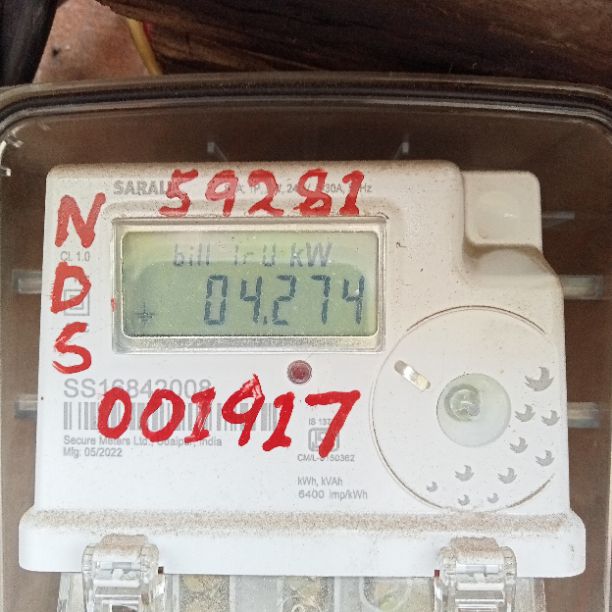 SARAL
59281
N
CL 1.0
bill kW
04.274
D
S
SS16842008
001917
Secure Meters Ltd., Udaipur, India
Mfg: 05/2022
kWh, kVAh
6400 imp/kWh